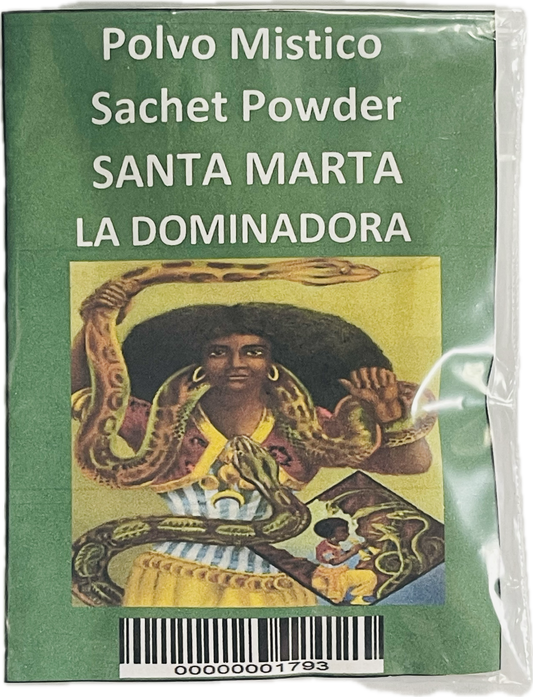 Polvo Mistico
Sachet Powder
SANTA MARTA
LA DOMINADORA
00000001793